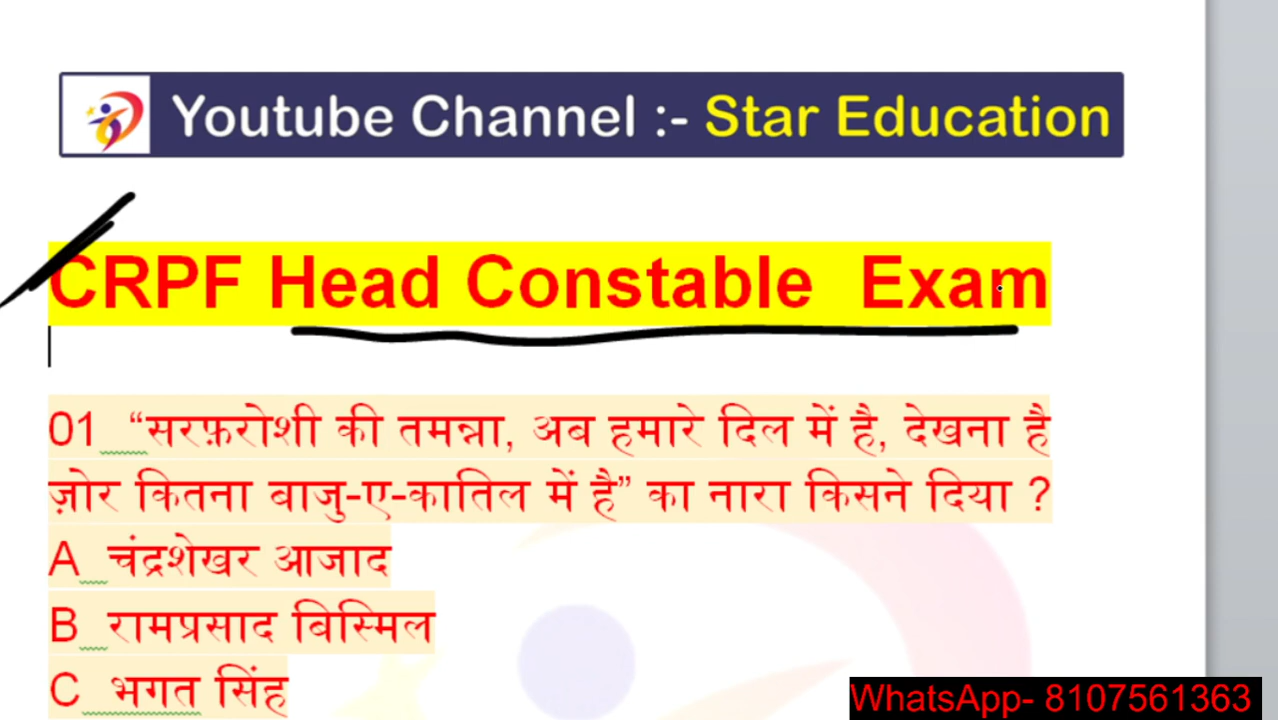 Youtube Channel :- Star Education
CRPF Head Constable Exam
01 “सरफ़रोशी की तमन्ना, अब हमारे दिल में है, देखना है
ज़ोर कितना बाजु-ए-कातिल में है” का नारा किसने दिया ?
A चंद्रशेखर आजाद
B रामप्रसाद बिस्मिल
C भगत सिंह
WhatsApp- 8107561363